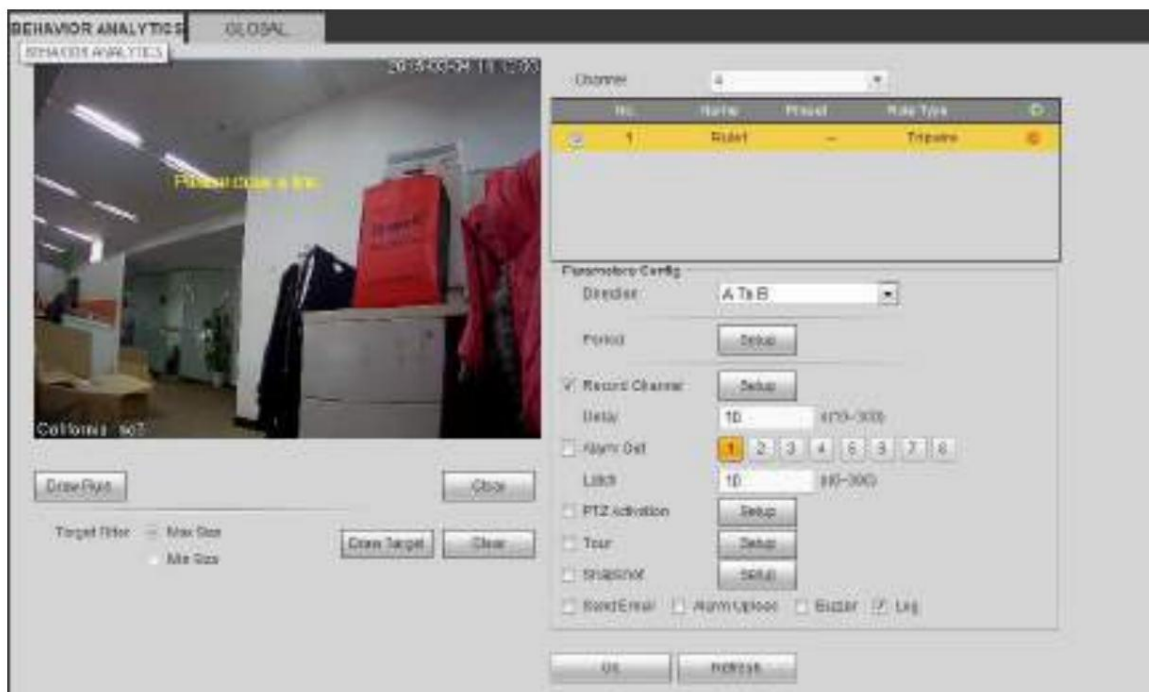 BEHAVIOR ANALYTICS GLOBAL
BEHAVIOR ANALYTICS
Channel 4
No. Name Preset Rule Type
1 Rule1 -- Tripwire
Please draw a line
Parameters Config
Direction A To B
Period Setup
Record Channel Setup
Delay 10 s(10~300)
Alarm Out 1 2 3 4 5 6 7 8
Latch 10 s(0~300)
PTZ Activation Setup
Tour Setup
Snapshot Setup
Send Email Alarm Upload Buzzer Log
OK Refresh
California
Draw Rule Clear
Target Filter Max Size
Min Size
Draw Target Clear